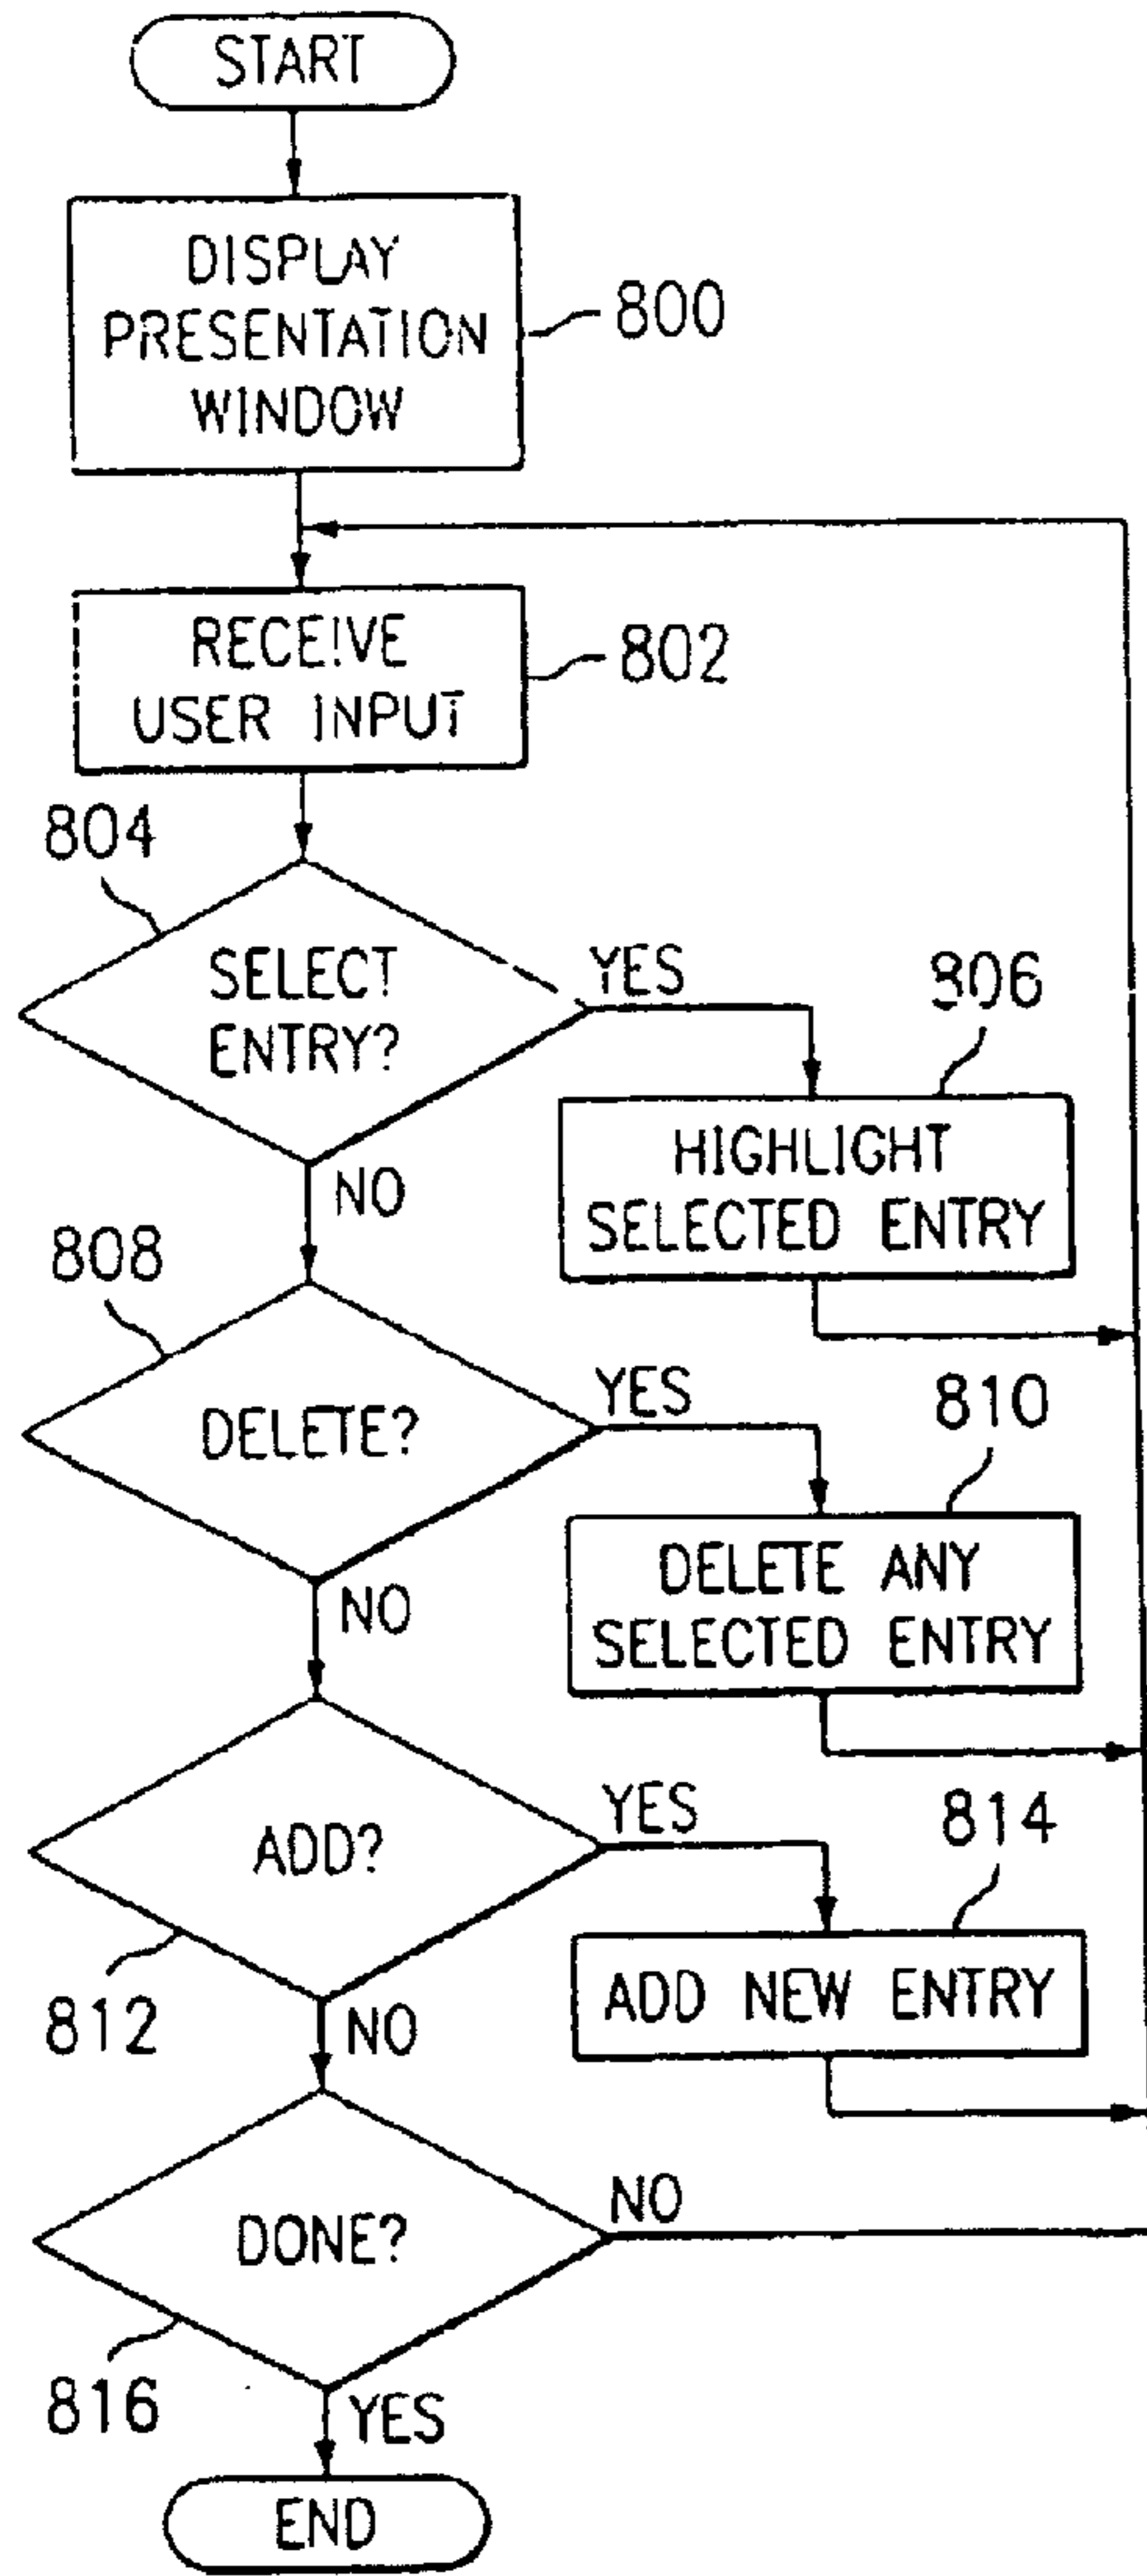 START
DISPLAY
PRESENTATION
WINDOW
800
RECEIVE
USER INPUT
802
804
SELECT
ENTRY?
YES
806
HIGHLIGHT
SELECTED ENTRY
NO
808
DELETE?
YES
810
DELETE ANY
SELECTED ENTRY
NO
ADD?
YES
814
ADD NEW ENTRY
812
NO
DONE?
NO
816
YES
END